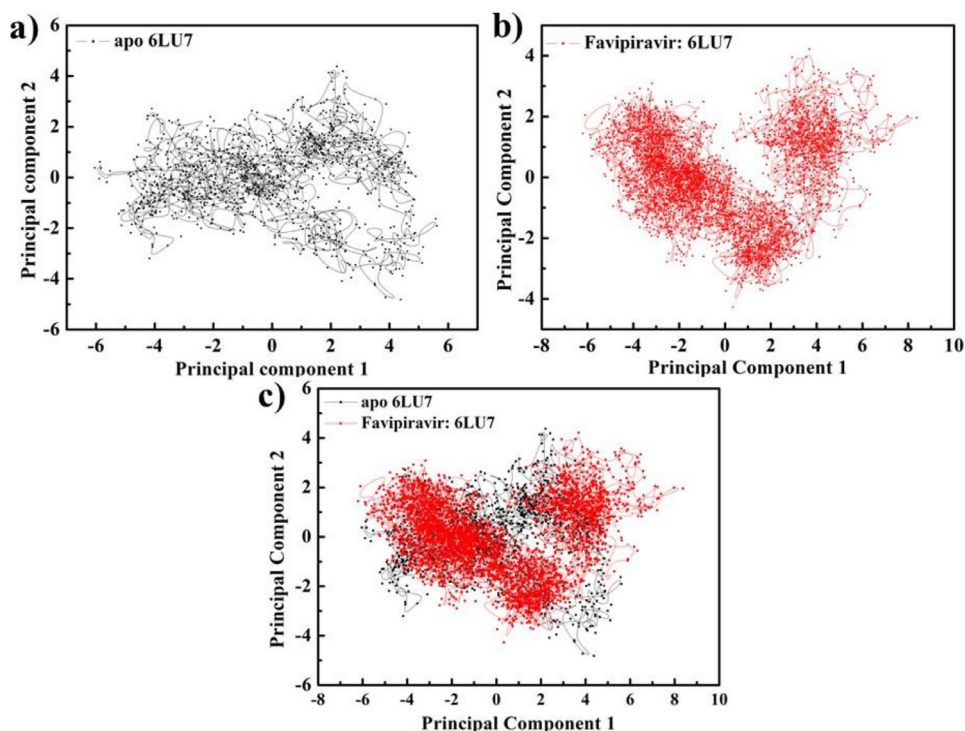 a)
apo 6LU7
6
4
2
0
-2
-4
-6
-6 -4 -2 0 2 4 6
Principal component 1
Principal component 2
b)
Favipiravir: 6LU7
4
2
0
-2
-4
-6 -4 -2 0 2 4 6 8 10
Principal Component 1
Principal Component 2
c)
apo 6LU7
Favipiravir: 6LU7
6
4
2
0
-2
-4
-6
-8 -6 -4 -2 0 2 4 6 8 10
Principal Component 1
Principal Component 2